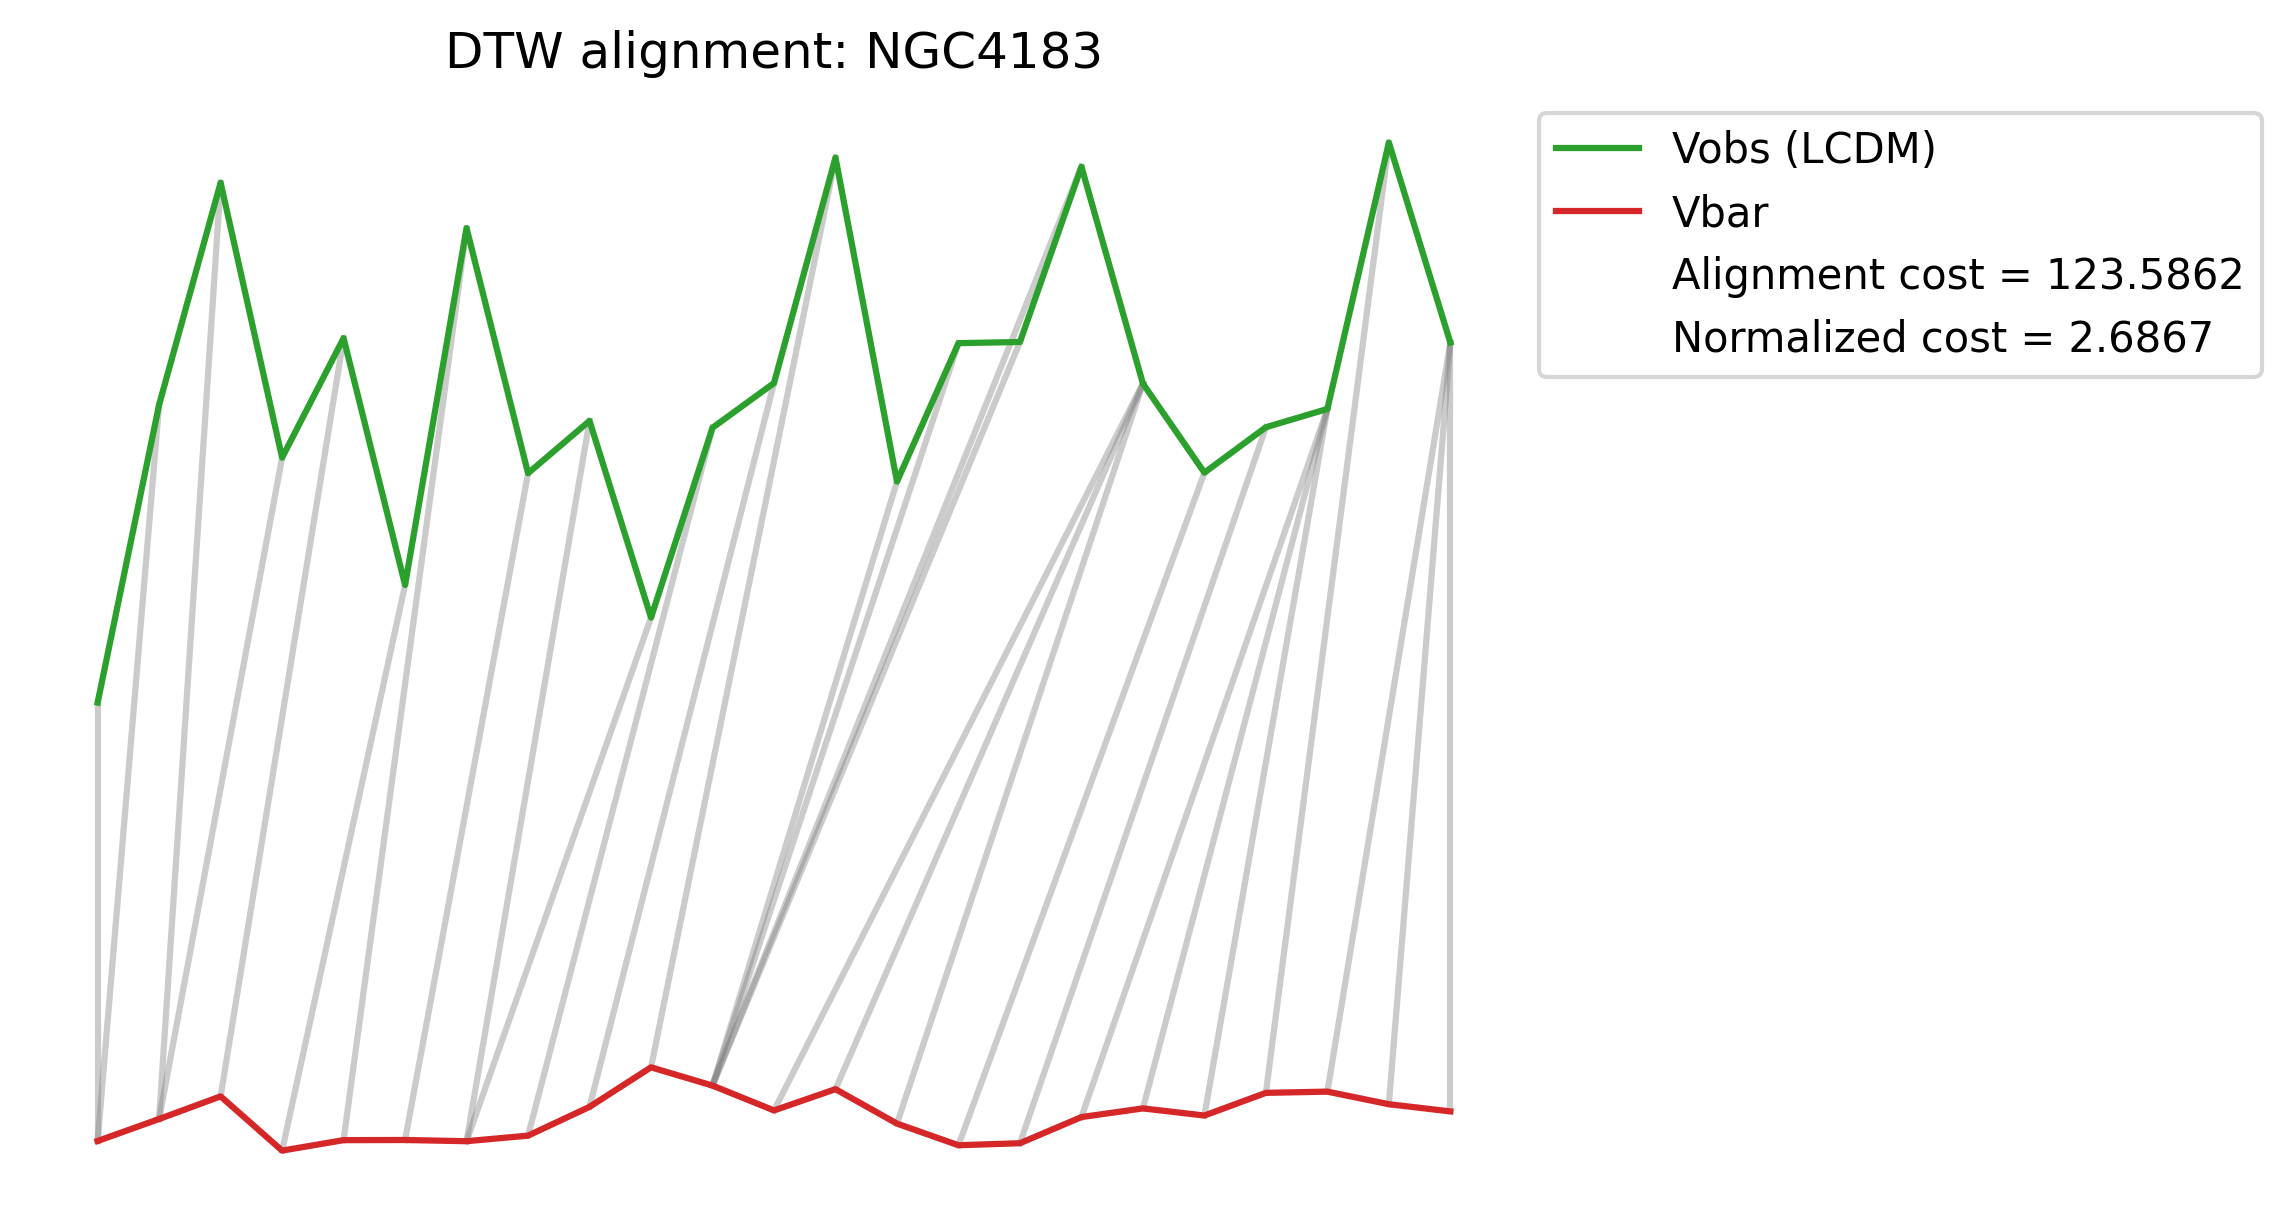 DTW alignment: NGC4183
Vobs (LCDM)
Vbar
Alignment cost = 123.5862
Normalized cost = 2.6867